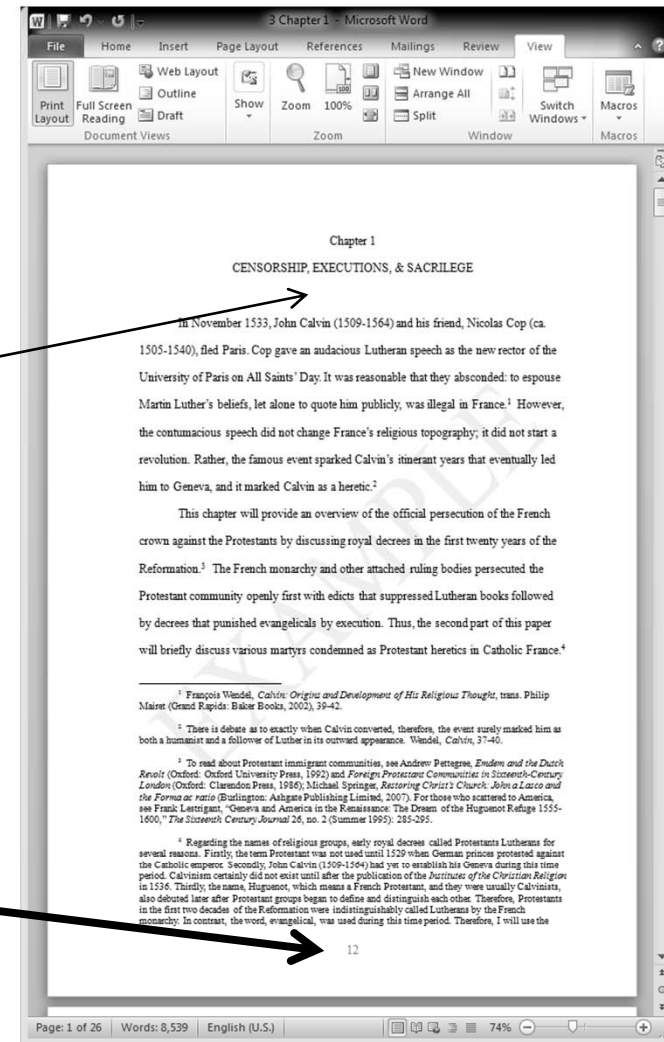 3 Chapter 1 - Microsoft Word
File Home Insert Page Layout References Mailings Review View
Print Layout
Full Screen Reading
Web Layout
Outline
Draft
Show
Zoom
100%
New Window
Arrange All
Split
Switch Windows
Macros
Document Views
Zoom
Window
Macros
Chapter 1
CENSORSHIP, EXECUTIONS, & SACRILEGE
In November 1533, John Calvin (1509-1564) and his friend, Nicolas Cop (ca.
1505-1540), fled Paris. Cop gave an audacious Lutheran speech as the new rector of the
University of Paris on All Saints' Day. It was reasonable that they absconded: to espouse
Martin Luther's beliefs, let alone to quote him publicly, was illegal in France.¹ However,
the contumacious speech did not change France's religious topography; it did not start a
revolution. Rather, the famous event sparked Calvin's itinerant years that eventually led
him to Geneva, and it marked Calvin as a heretic.²
This chapter will provide an overview of the official persecution of the French
crown against the Protestants by discussing royal decrees in the first twenty years of the
Reformation.³ The French monarchy and other attached ruling bodies persecuted the
Protestant community openly first with edicts that suppressed Lutheran books followed
by decrees that punished evangelicals by execution. Thus, the second part of this paper
will briefly discuss various martyrs condemned as Protestant heretics in Catholic France.⁴
EXAMPLE
¹ François Wendel, Calvin: Origins and Development of His Religious Thought, trans. Philip
Mairet (Grand Rapids: Baker Books, 2002), 39-42.
² There is debate as to exactly when Calvin converted, therefore, the event surely marked him as
both a humanist and a follower of Luther in its outward appearance. Wendel, Calvin, 37-40.
³ To read about Protestant immigrant communities, see Andrew Pettegree, Emdem and the Dutch
Revolt (Oxford: Oxford University Press, 1992) and Foreign Protestant Communities in Sixteenth-Century
London (Oxford: Clarendon Press, 1986); Michael Springer, Restoring Christ's Church: John a Lasco and
the Forma ac ratio (Burlington: Ashgate Publishing Limited, 2007). For those who scattered to America,
see Frank Lestrigant, "Geneva and America in the Renaissance: The Dream of the Huguenot Refuge 1555-
1600," The Sixteenth Century Journal 26, no. 2 (Summer 1995): 285-295.
⁴ Regarding the names of religious groups, early royal decrees called Protestants Lutherans for
several reasons. Firstly, the term Protestant was not used until 1529 when German princes protested against
the Catholic emperor. Secondly, John Calvin (1509-1564) had yet to establish his Geneva during this time
period. Calvinism certainly did not exist until after the publication of the Institutes of the Christian Religion
in 1536. Thirdly, the name, Huguenot, which means a French Protestant, and they were usually Calvinists,
also debuted later after Protestant groups began to define and distinguish each other. Therefore, Protestants
in the first two decades of the Reformation were indistinguishably called Lutherans by the French
monarchy. In contrast, the word, evangelical, was used during this time period. Therefore, I will use the
12
Page: 1 of 26 Words: 8,539 English (U.S.) 74%